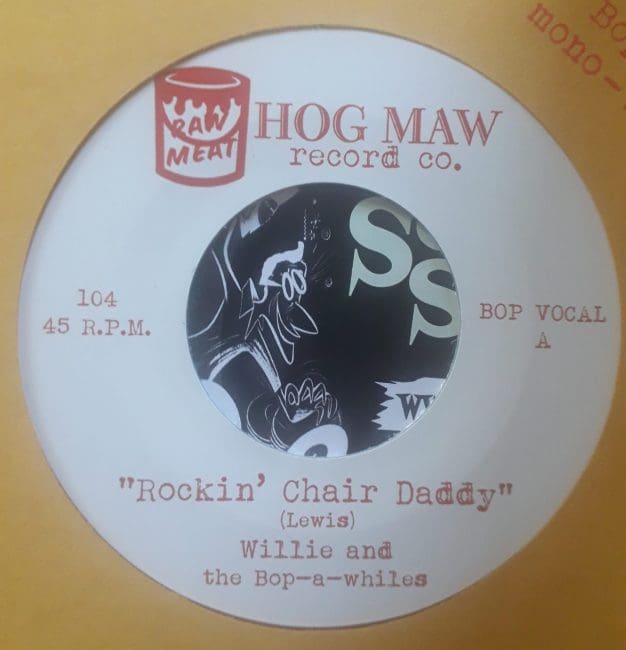 Bo
mono-
RAW
MEAT
HOG MAW
record co.
104
45 R.P.M.
BOP VOCAL
A
S
S
"Rockin' Chair Daddy"
(Lewis)
Willie and
the Bop-a-whiles